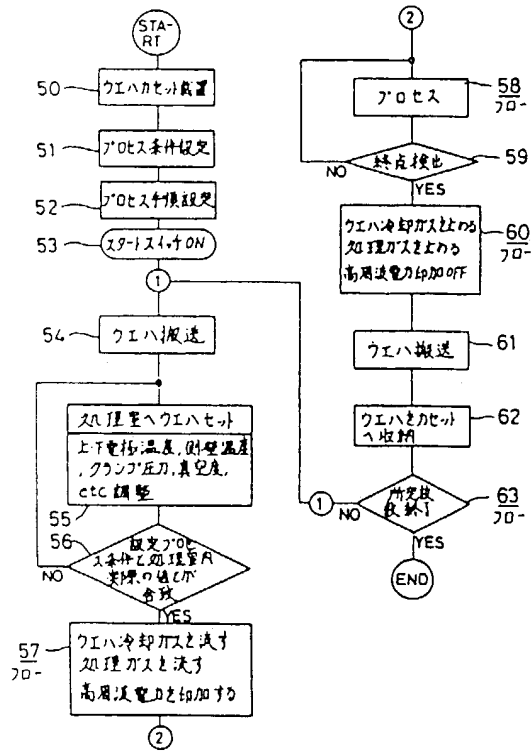 STA-
RT
50
ウエハカセット載置
51
プロセス条件設定
52
プロセス手順設定
53
スタートスイッチON
1
54
ウエハ搬送
処理室へウエハセット
上下電極温度,側壁温度
,クランプ圧力,真空度,
etc調整
55
56
設定プロセ
ス条件と処理室内
実際の値とが
合致
NO
YES
57
フロー
ウエハ冷却ガスを流す
処理ガスを流す
高周波電力を印加する
2
2
プロセス
58
フロー
終点検出
59
NO
YES
ウエハ冷却ガスを止める
処理ガスを止める
高周波電力印加OFF
60
フロー
ウエハ搬送
61
ウエハをカセット
へ収納
62
1
NO
所定枚
数終了
63
フロー
YES
END